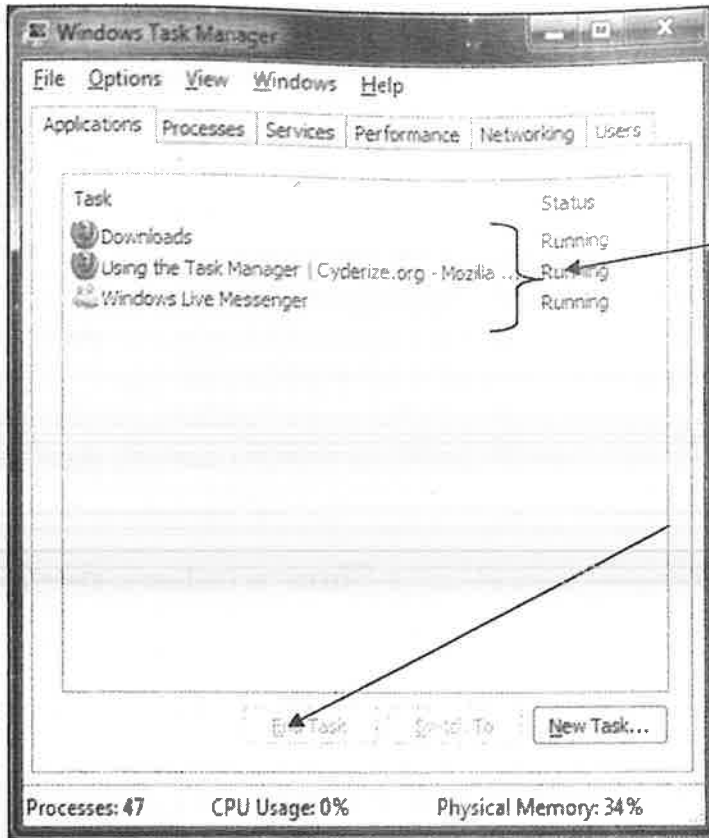 Windows Task Manager
File Options View Windows Help
Applications Processes Services Performance Networking Users
Task Status
Downloads Running
Using the Task Manager | Cyderize.org - Mozilla ... Running
Windows Live Messenger Running
End Task Switch To New Task...
Processes: 47 CPU Usage: 0% Physical Memory: 34%